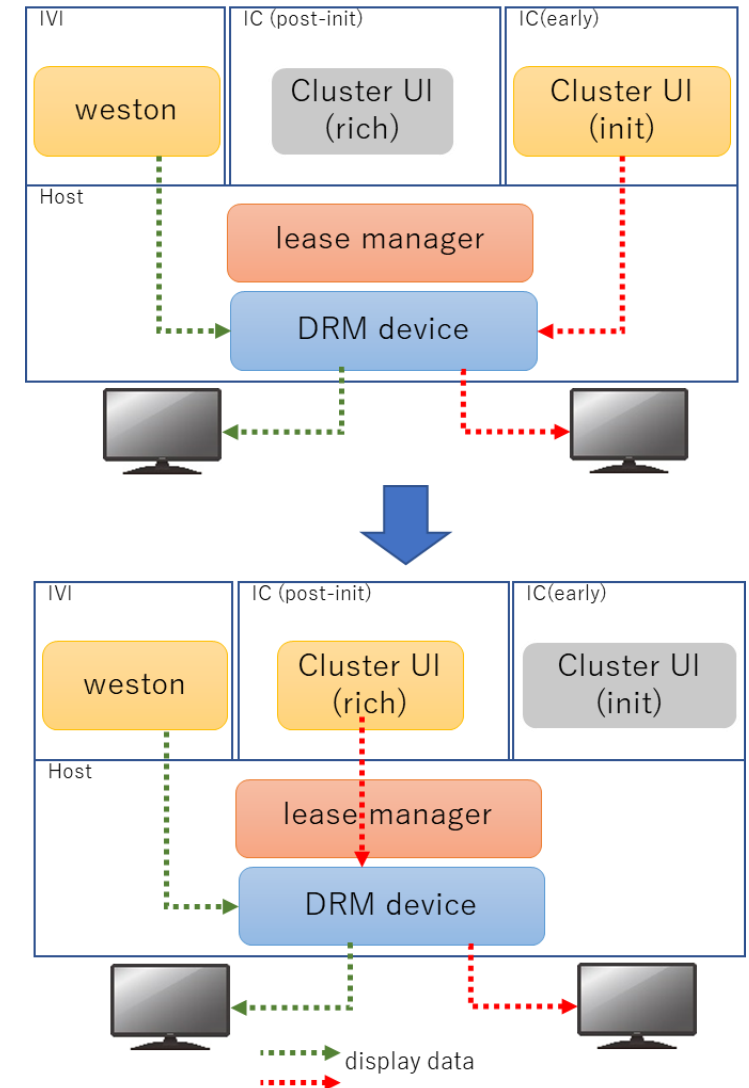 IVI
IC (post-init)
IC(early)
weston
Cluster UI
(rich)
Cluster UI
(init)
Host
lease manager
DRM device
IVI
IC (post-init)
IC(early)
weston
Cluster UI
(rich)
Cluster UI
(init)
Host
lease manager
DRM device
display data